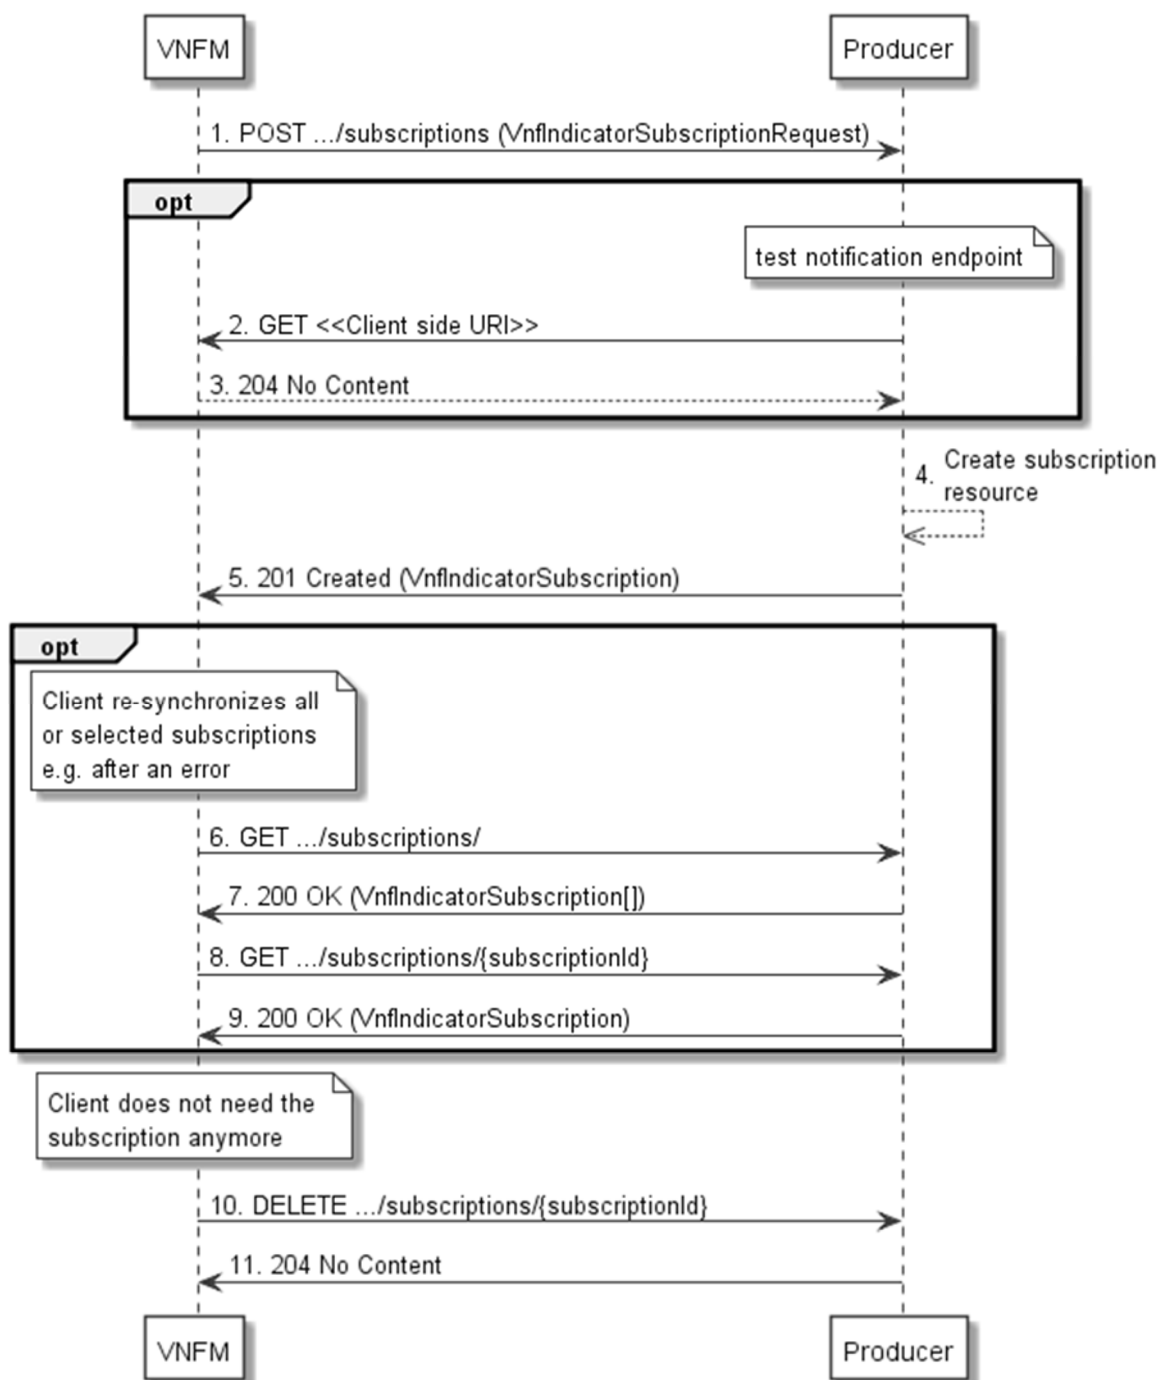 VNFM
Producer
1. POST .../subscriptions (VnfIndicatorSubscriptionRequest)
opt
test notification endpoint
2. GET <<Client side URI>>
3. 204 No Content
4. Create subscription
resource
5. 201 Created (VnfIndicatorSubscription)
opt
Client re-synchronizes all
or selected subscriptions
e.g. after an error
6. GET .../subscriptions/
7. 200 OK (VnfIndicatorSubscription[])
8. GET .../subscriptions/{subscriptionId}
9. 200 OK (VnfIndicatorSubscription)
Client does not need the
subscription anymore
10. DELETE .../subscriptions/{subscriptionId}
11. 204 No Content
VNFM
Producer